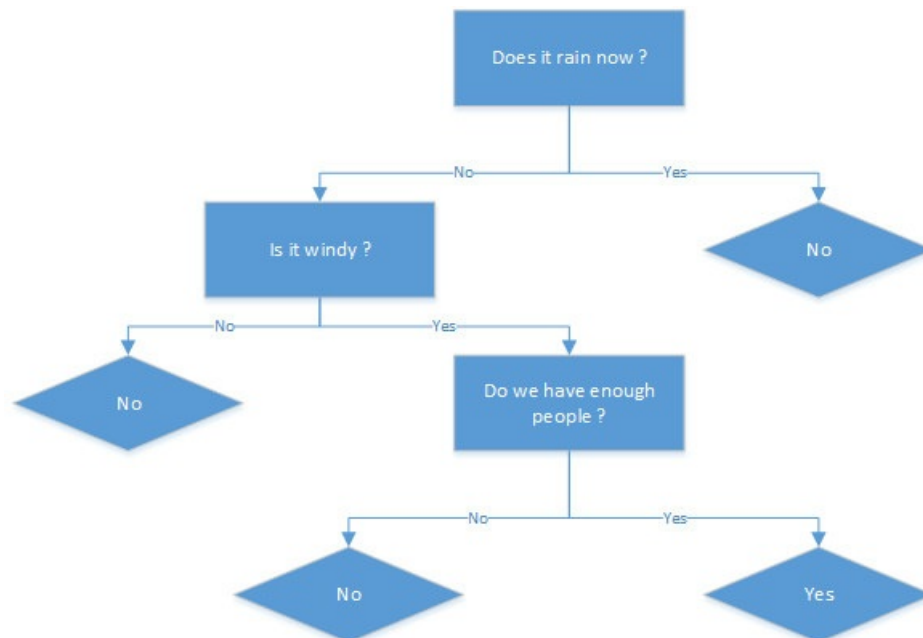 Does it rain now ?
No
Yes
Is it windy ?
No
No
Yes
No
Do we have enough
people ?
No
Yes
No
Yes